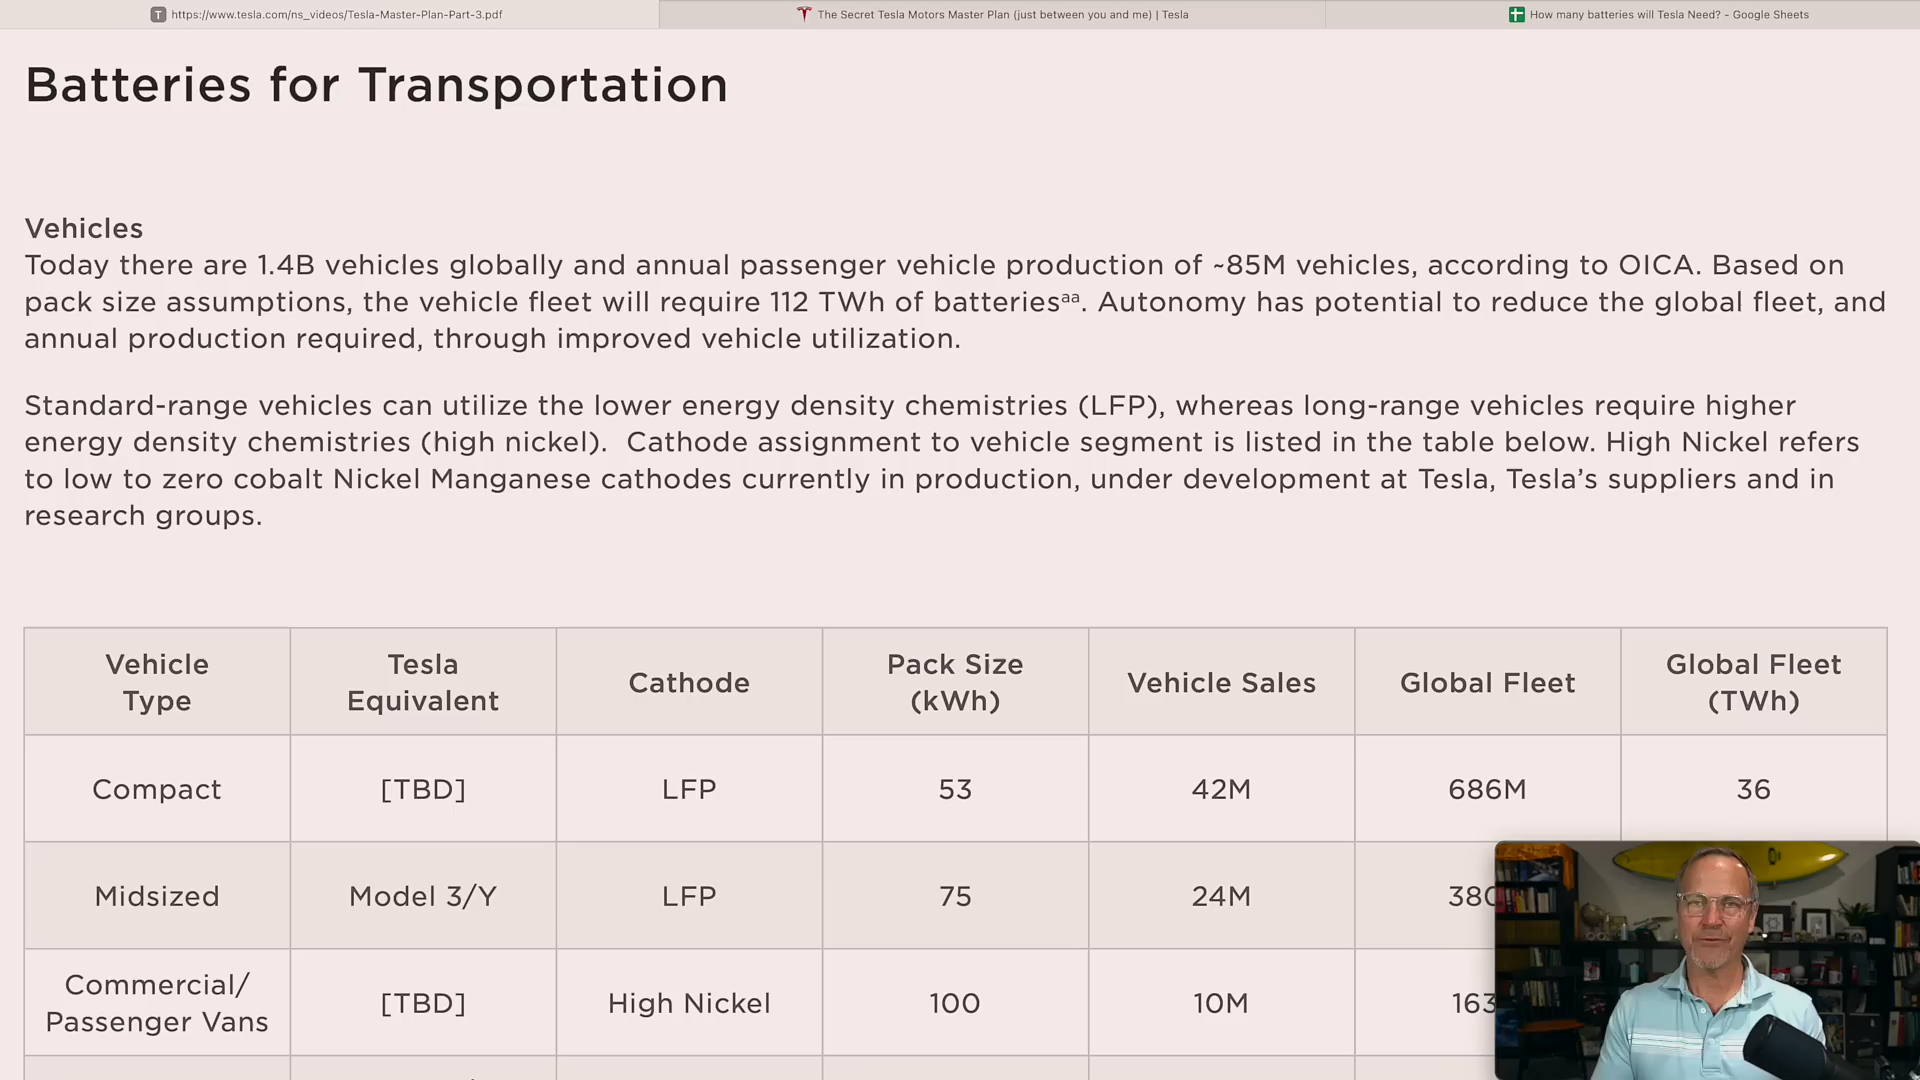 https://www.tesla.com/ns_videos/Tesla-Master-Plan-Part-3.pdf
The Secret Tesla Motors Master Plan (just between you and me) | Tesla
How many batteries will Tesla Need? - Google Sheets
Batteries for Transportation
Vehicles
Today there are 1.4B vehicles globally and annual passenger vehicle production of ~85M vehicles, according to OICA. Based on
pack size assumptions, the vehicle fleet will require 112 TWh of batteriesᵃᵃ. Autonomy has potential to reduce the global fleet, and
annual production required, through improved vehicle utilization.
Standard-range vehicles can utilize the lower energy density chemistries (LFP), whereas long-range vehicles require higher
energy density chemistries (high nickel).  Cathode assignment to vehicle segment is listed in the table below. High Nickel refers
to low to zero cobalt Nickel Manganese cathodes currently in production, under development at Tesla, Tesla’s suppliers and in
research groups.
Vehicle Type Tesla Equivalent Cathode Pack Size (kWh) Vehicle Sales Global Fleet Global Fleet (TWh)
Compact [TBD] LFP 53 42M 686M 36
Midsized Model 3/Y LFP 75 24M
Commercial/ Passenger Vans [TBD] High Nickel 100 10M 163